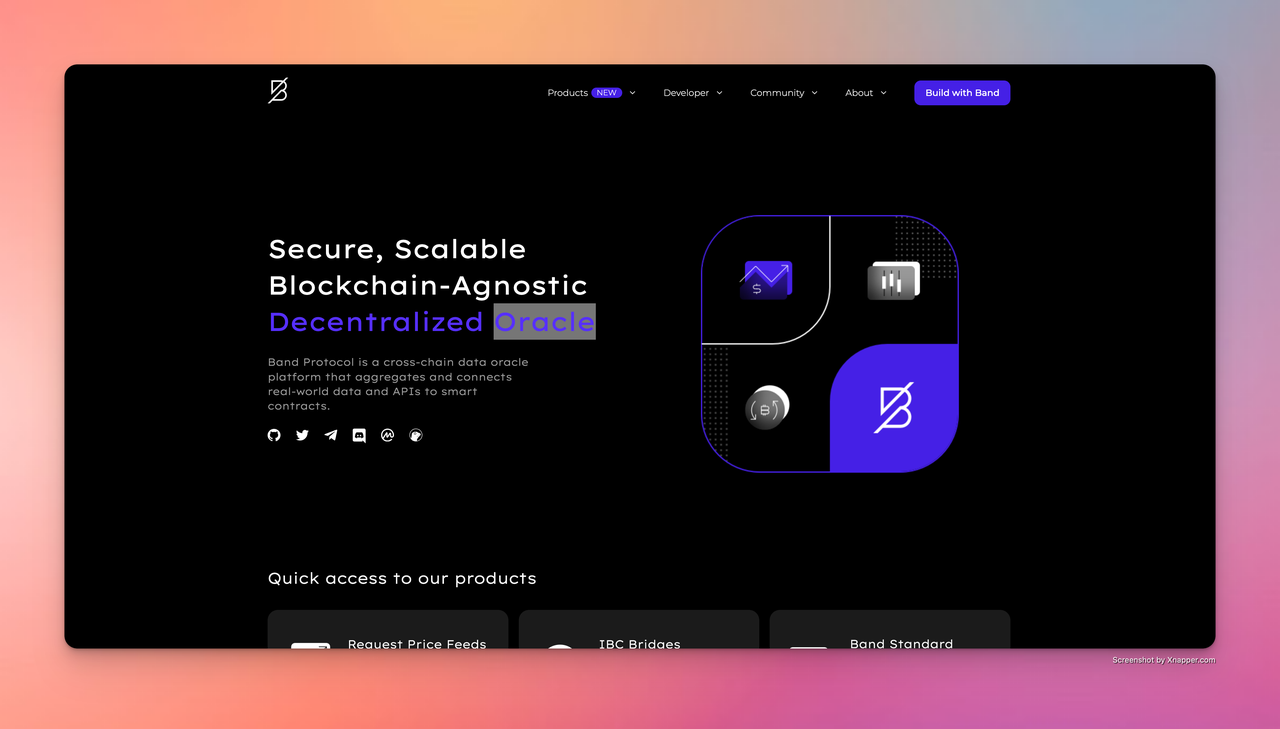 Products NEW Developer Community About Build with Band
Secure, Scalable
Blockchain-Agnostic
Decentralized Oracle
Band Protocol is a cross-chain data oracle
platform that aggregates and connects
real-world data and APIs to smart
contracts.
Quick access to our products
Request Price Feeds
IBC Bridges
Band Standard
Screenshot by Xnapper.com